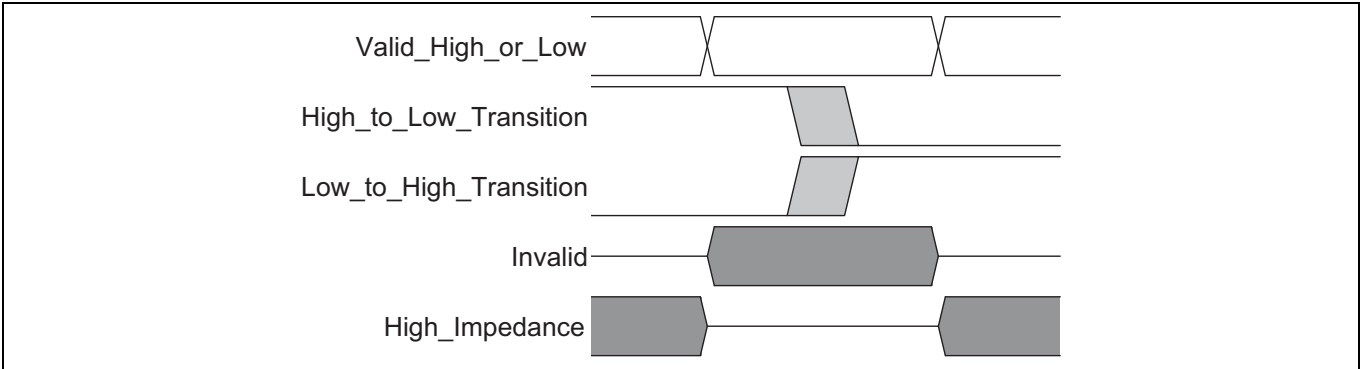 Valid_High_or_Low
High_to_Low_Transition
Low_to_High_Transition
Invalid
High_Impedance